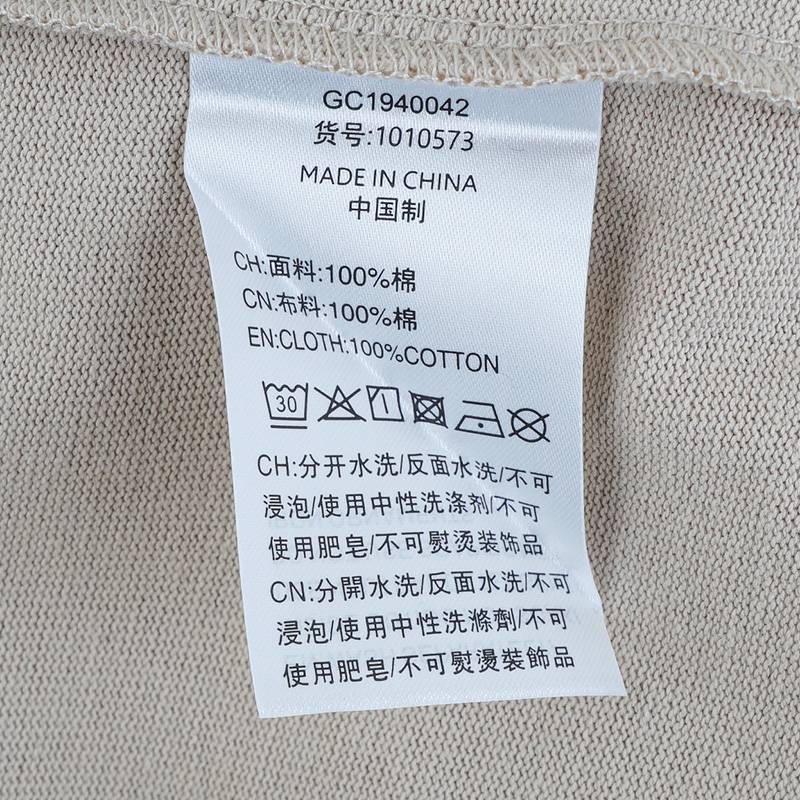 GC1940042
货号:1010573
MADE IN CHINA
中国制
CH:面料:100%棉
CN:布料:100%棉
EN:CLOTH:100%COTTON
30
CH:分开水洗/反面水洗/不可
浸泡/使用中性洗涤剂/不可
使用肥皂/不可熨烫装饰品
CN:分開水洗/反面水洗/不可
浸泡/使用中性洗滌劑/不可
使用肥皂/不可熨燙裝飾品